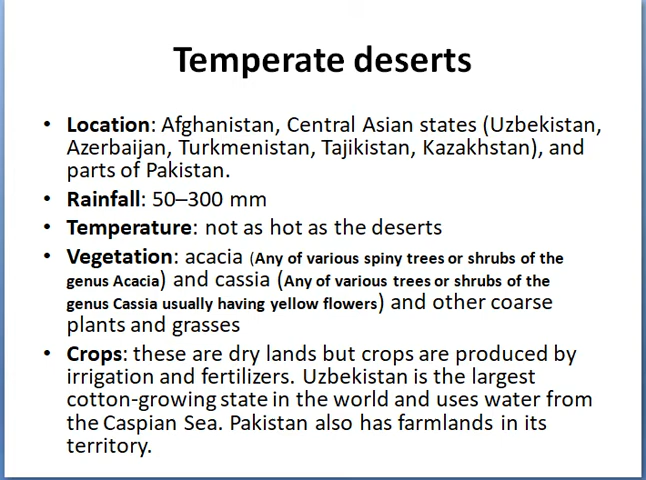 Temperate deserts
• Location: Afghanistan, Central Asian states (Uzbekistan,
Azerbaijan, Turkmenistan, Tajikistan, Kazakhstan), and
parts of Pakistan.
• Rainfall: 50–300 mm
• Temperature: not as hot as the deserts
• Vegetation: acacia (Any of various spiny trees or shrubs of the
genus Acacia) and cassia (Any of various trees or shrubs of the
genus Cassia usually having yellow flowers) and other coarse
plants and grasses
• Crops: these are dry lands but crops are produced by
irrigation and fertilizers. Uzbekistan is the largest
cotton-growing state in the world and uses water from
the Caspian Sea. Pakistan also has farmlands in its
territory.